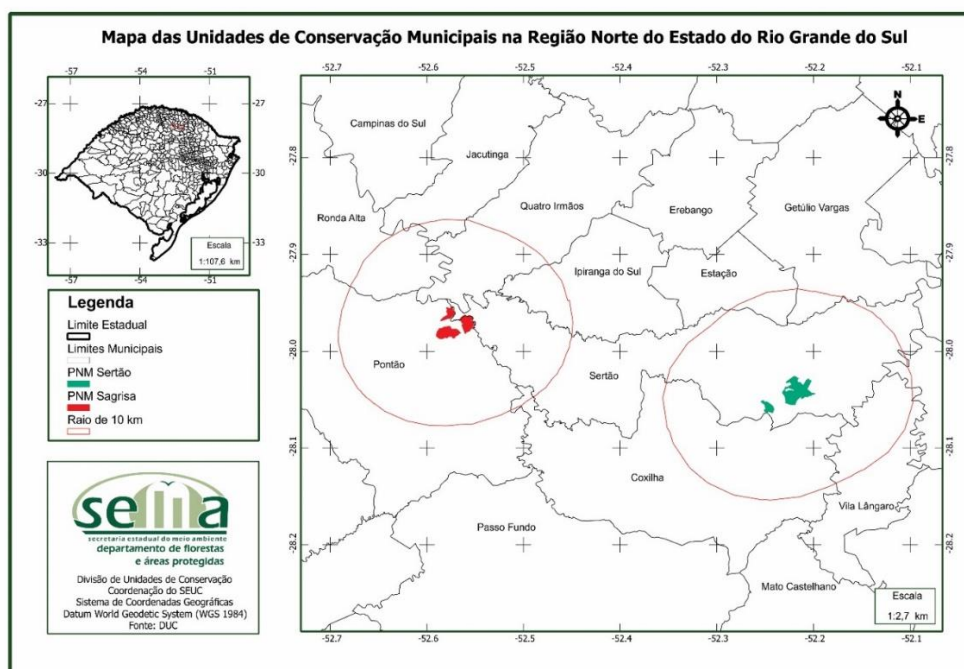 Mapa das Unidades de Conservação Municipais na Região Norte do Estado do Rio Grande do Sul
-57
-54
-51
-27
-27
-30
-30
-33
-33
-57
-54
-51
Escala
1:107,6 km
Legenda
Limite Estadual
Limites Municipais
PNM Sertão
PNM Sagrisa
Raio de 10 km
sema
secretaria estadual do meio ambiente
departamento de florestas
e áreas protegidas
Divisão de Unidades de Conservação
Coordenação do SEUC
Sistema de Coordenadas Geográficas
Datum World Geodetic System (WGS 1984)
Fonte: DUC
-52.7
-52.6
-52.5
-52.4
-52.3
-52.2
-52.1
N
E
Campinas do Sul
Jacutinga
-27.8
-27.8
Ronda Alta
Quatro Irmãos
Erebango
Getúlio Vargas
-27.9
-27.9
Ipiranga do Sul
Estação
-28.0
-28.0
Pontão
Sertão
-28.1
-28.1
Coxilha
Vila Lângaro
Passo Fundo
-28.2
-28.2
Mato Castelhano
Escala
1:2,7 km
-52.7
-52.6
-52.5
-52.4
-52.3
-52.2
-52.1